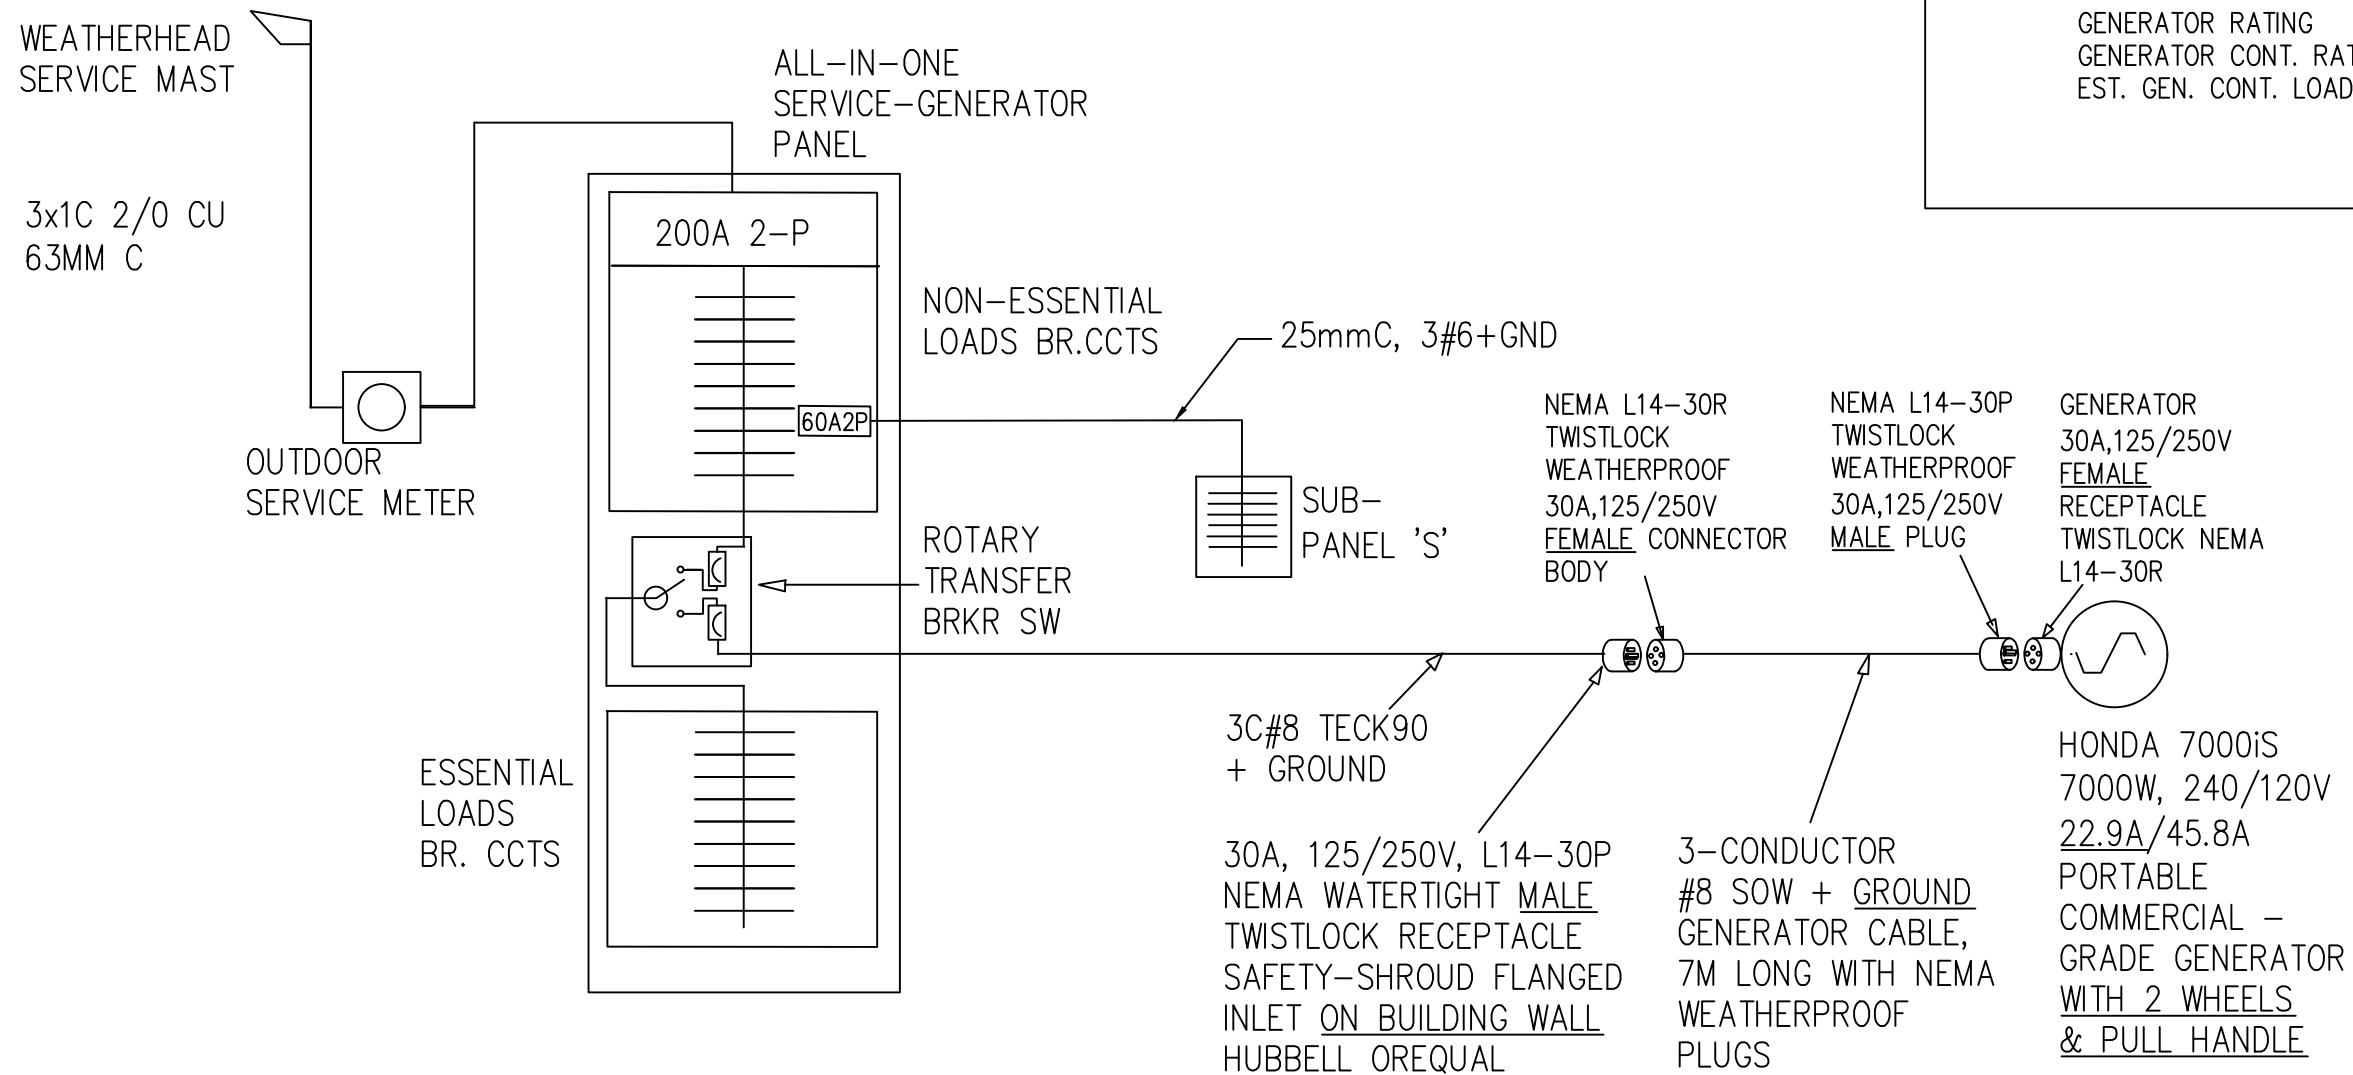 WEATHERHEAD
SERVICE MAST
3x1C 2/0 CU
63MM C
OUTDOOR
SERVICE METER
ALL-IN-ONE
SERVICE-GENERATOR
PANEL
200A 2-P
NON-ESSENTIAL
LOADS BR.CCTS
60A2P
25mmC, 3#6+GND
SUB-
PANEL 'S'
ROTARY
TRANSFER
BRKR SW
ESSENTIAL
LOADS
BR. CCTS
3C#8 TECK90
+ GROUND
30A, 125/250V, L14-30P
NEMA WATERTIGHT MALE
TWISTLOCK RECEPTACLE
SAFETY-SHROUD FLANGED
INLET ON BUILDING WALL
HUBBELL OREQUAL
NEMA L14-30R
TWISTLOCK
WEATHERPROOF
30A,125/250V
FEMALE CONNECTOR
BODY
3-CONDUCTOR
#8 SOW + GROUND
GENERATOR CABLE,
7M LONG WITH NEMA
WEATHERPROOF
PLUGS
NEMA L14-30P
TWISTLOCK
WEATHERPROOF
30A,125/250V
MALE PLUG
GENERATOR
30A,125/250V
FEMALE
RECEPTACLE
TWISTLOCK NEMA
L14-30R
HONDA 7000iS
7000W, 240/120V
22.9A/45.8A
PORTABLE
COMMERCIAL -
GRADE GENERATOR
WITH 2 WHEELS
& PULL HANDLE
GENERATOR RATING
GENERATOR CONT. RAT
EST. GEN. CONT. LOAD